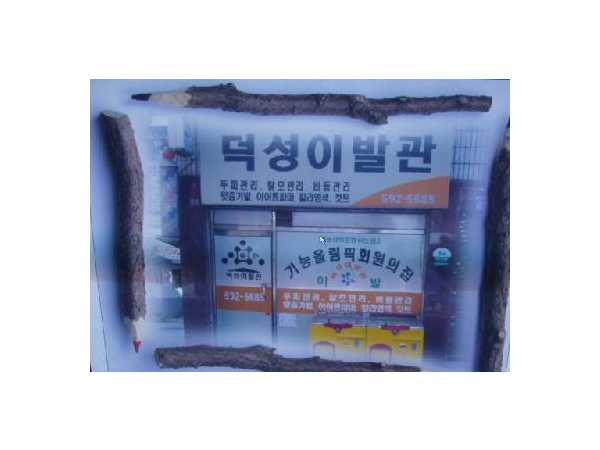 덕성이발관
두피관리, 탈모관리, 비듬관리
맞춤가발, 아이롱파마, 칼라염색, 컷트
592-5685
기능올림픽회원의집
이 발
덕성이발관
592-5685
두피관리, 탈모관리, 비듬관리
맞춤가발, 아이롱파마, 칼라염색, 컷트